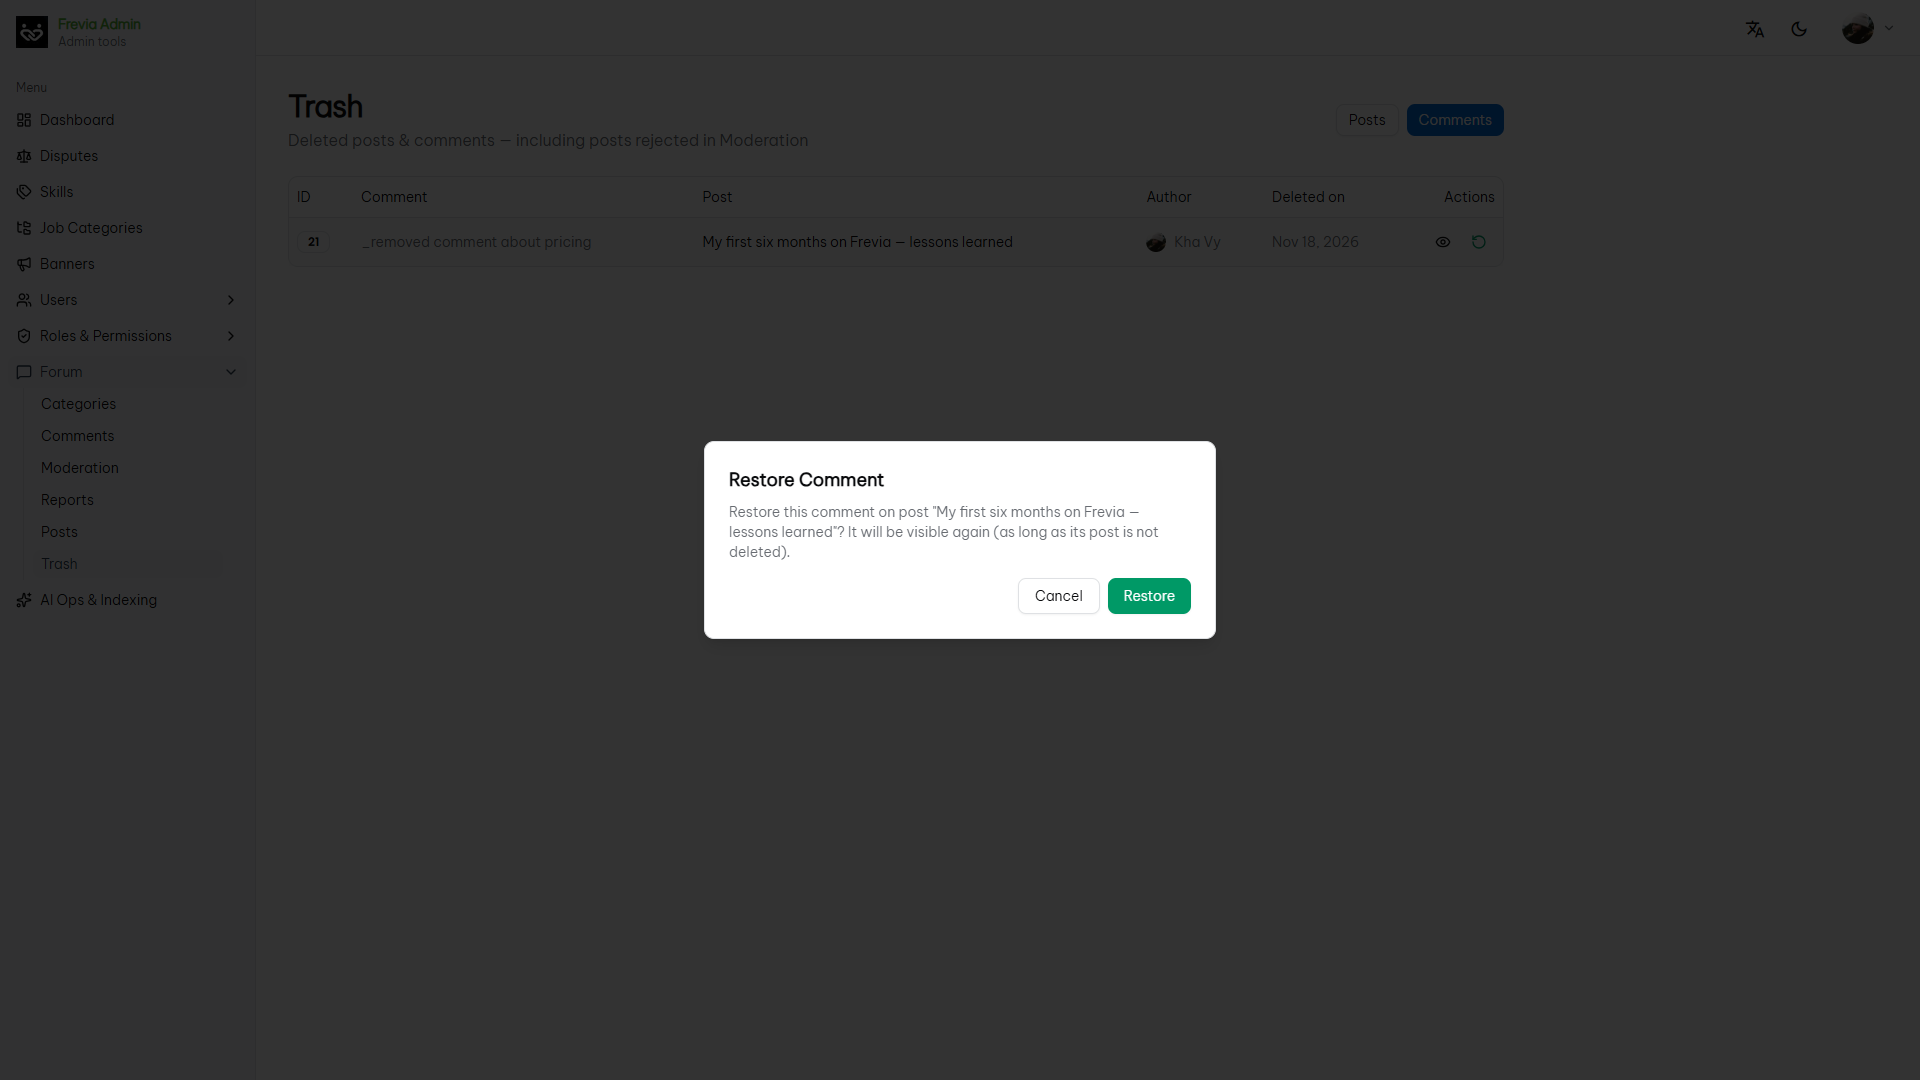 Frevia Admin
Admin tools
Menu
Dashboard
Disputes
Skills
Job Categories
Banners
Users
Roles & Permissions
Forum
Categories
Comments
Moderation
Reports
Posts
Trash
AI Ops & Indexing
Trash
Deleted posts & comments — including posts rejected in Moderation
Posts
Comments
ID Comment Post Author Deleted on Actions
21 _removed comment about pricing My first six months on Frevia — lessons learned Kha Vy Nov 18, 2026
Restore Comment
Restore this comment on post "My first six months on Frevia —
lessons learned"? It will be visible again (as long as its post is not
deleted).
Cancel
Restore